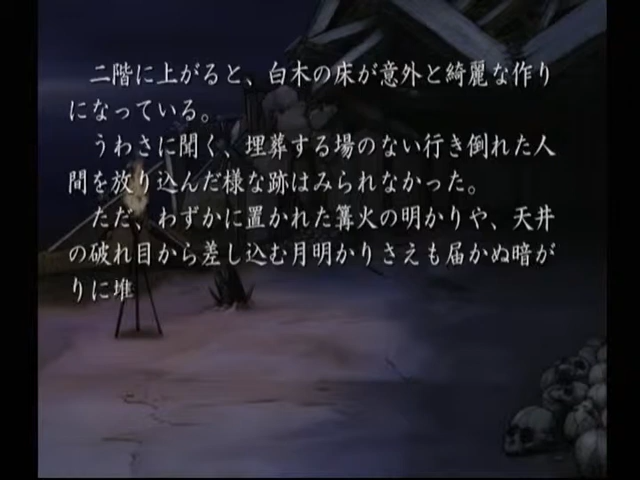 二階に上がると、白木の床が意外と綺麗な作り
になっている。
　うわさに聞く、埋葬する場のない行き倒れた人
間を放り込んだ様な跡はみられなかった。
　ただ、わずかに置かれた篝火の明かりや、天井
の破れ目から差し込む月明かりさえも届かぬ暗が
りに堆